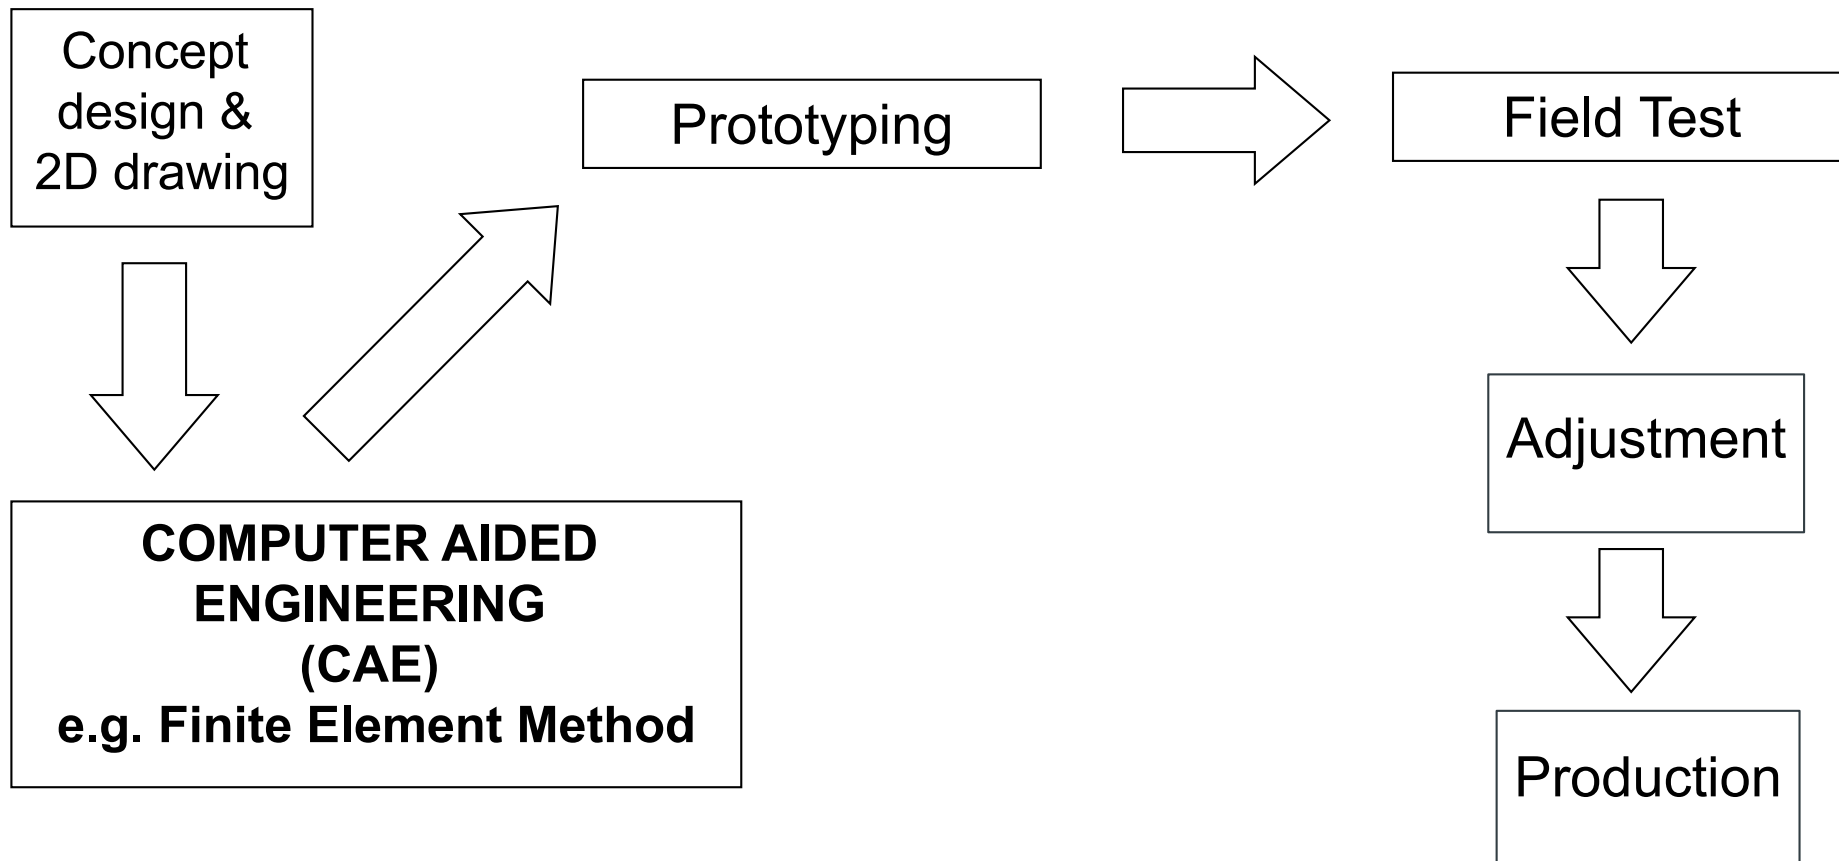 Concept
design &
2D drawing
Prototyping
Field Test
COMPUTER AIDED
ENGINEERING
(CAE)
e.g. Finite Element Method
Adjustment
Production